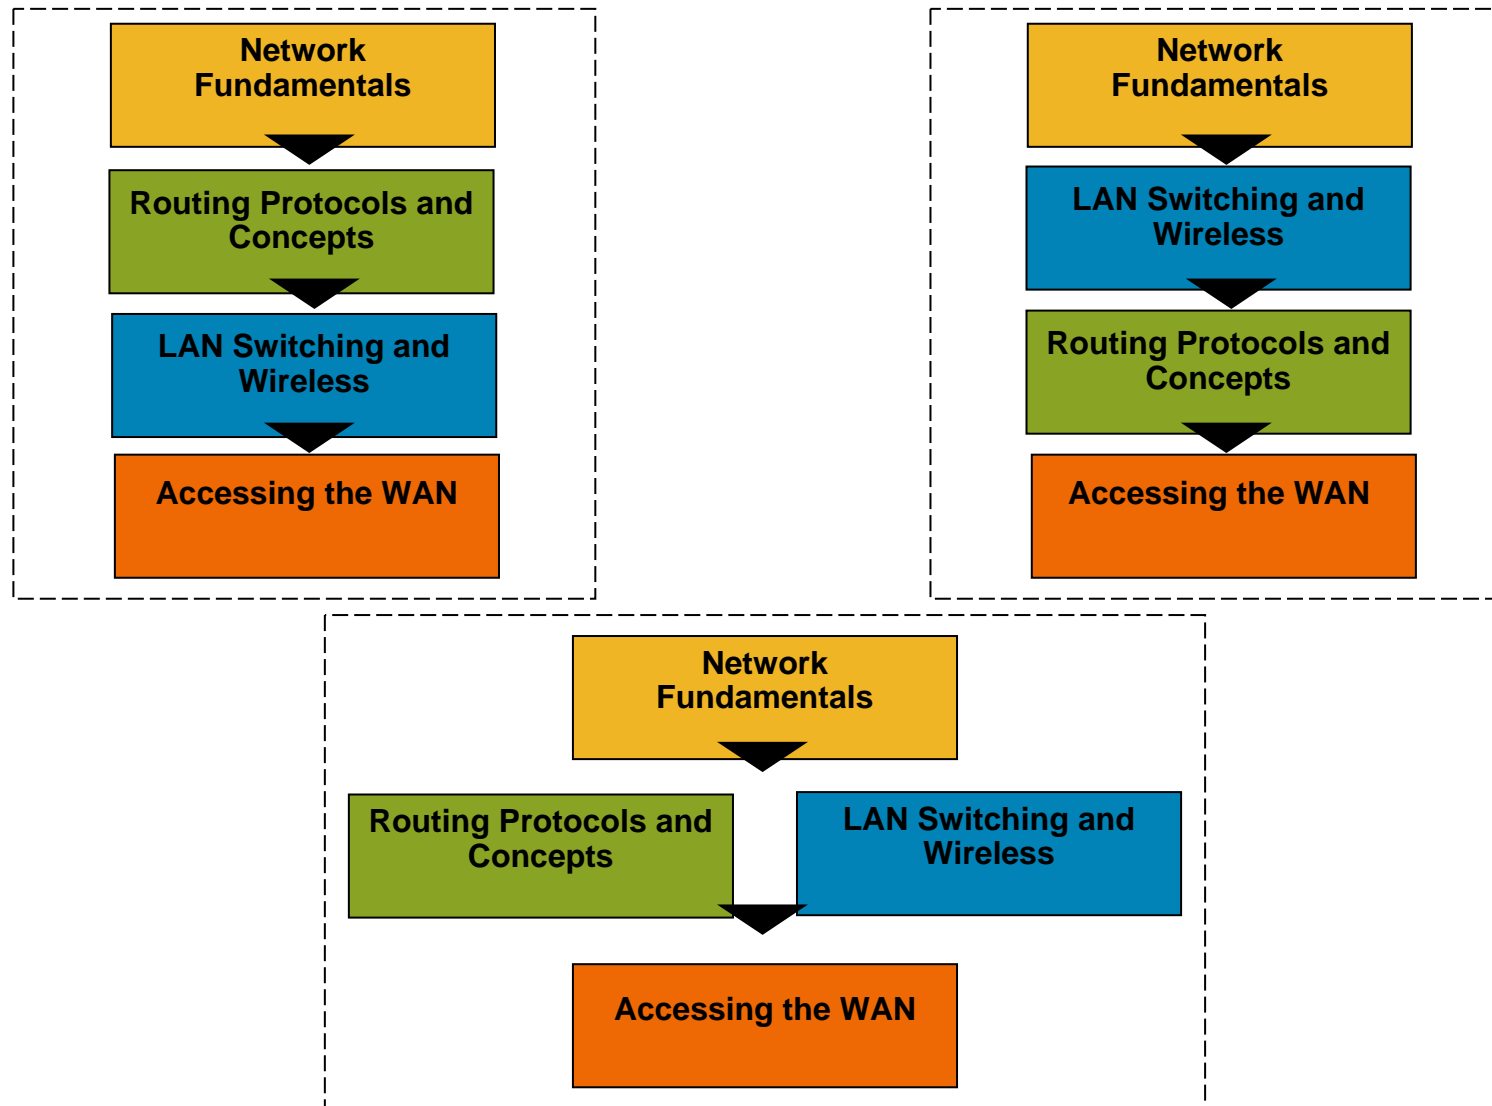 Network
Fundamentals
Routing Protocols and
Concepts
LAN Switching and
Wireless
Accessing the WAN
Network
Fundamentals
LAN Switching and
Wireless
Routing Protocols and
Concepts
Accessing the WAN
Network
Fundamentals
Routing Protocols and
Concepts
LAN Switching and
Wireless
Accessing the WAN